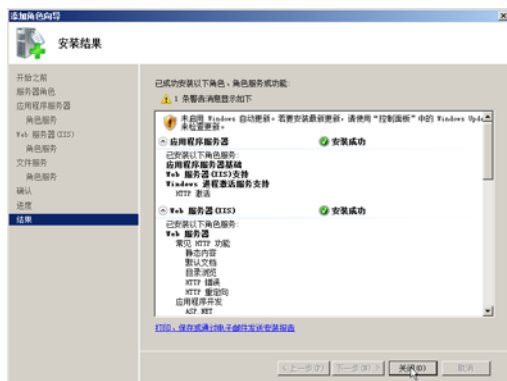 添加角色向导
安装结果
开始之前
服务器角色
应用程序服务器
角色服务
Web 服务器(IIS)
角色服务
文件服务
角色服务
确认
进度
结果
已成功安装以下角色、角色服务或功能:
1 条警告消息显示如下
未启用 Windows 自动更新。若要安装最新更新，请使用“控制面板”中的 Windows Upda
来检查更新。
应用程序服务器 安装成功
已安装以下角色服务:
应用程序服务器基础
Web 服务器(IIS)支持
Windows 进程激活服务支持
HTTP 激活
Web 服务器(IIS) 安装成功
已安装以下角色服务:
Web 服务器
常见 HTTP 功能
静态内容
默认文档
目录浏览
HTTP 错误
HTTP 重定向
应用程序开发
ASP.NET
打印、保存或通过电子邮件发送安装报告
<上一步(P) 下一步(N) > 关闭(O) 取消